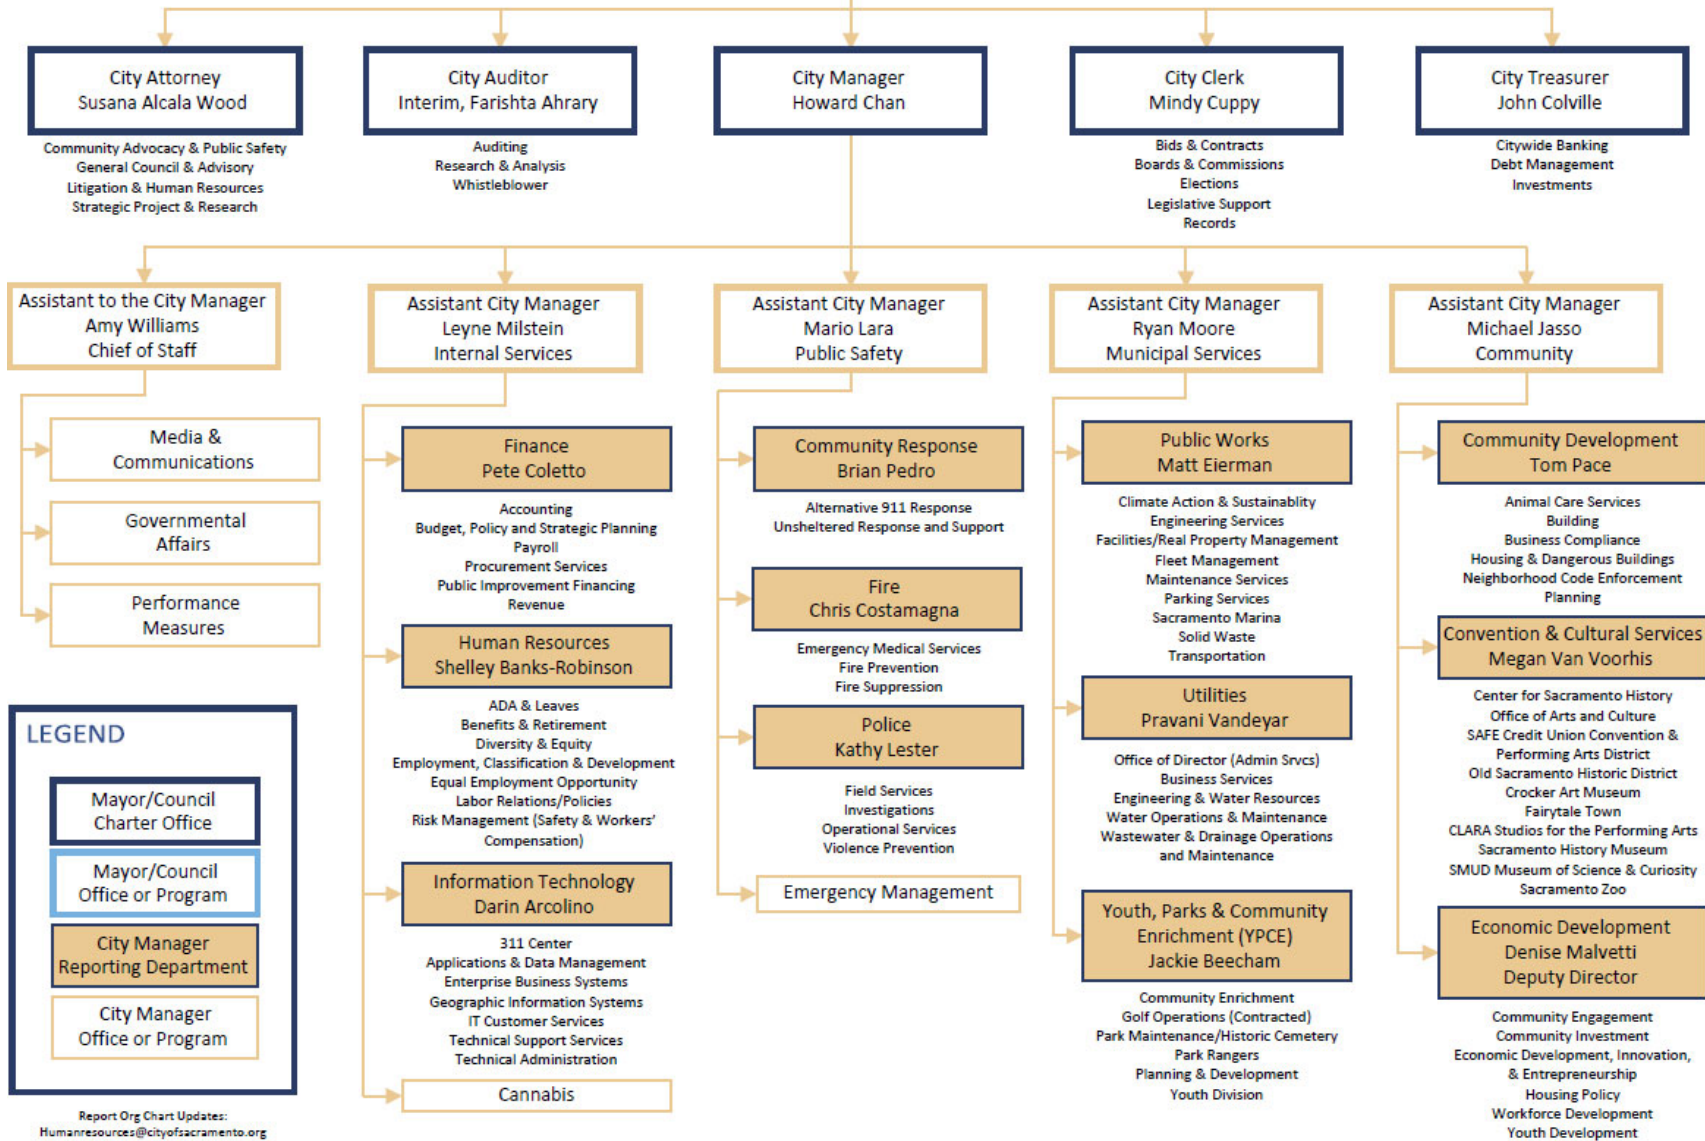 City Attorney
Susana Alcala Wood
Community Advocacy & Public Safety
General Council & Advisory
Litigation & Human Resources
Strategic Project & Research
City Auditor
Interim, Farishta Ahrary
Auditing
Research & Analysis
Whistleblower
City Manager
Howard Chan
City Clerk
Mindy Cuppy
Bids & Contracts
Boards & Commissions
Elections
Legislative Support
Records
City Treasurer
John Colville
Citywide Banking
Debt Management
Investments
Assistant to the City Manager
Amy Williams
Chief of Staff
Media &
Communications
Governmental
Affairs
Performance
Measures
Assistant City Manager
Leyne Milstein
Internal Services
Finance
Pete Coletto
Accounting
Budget, Policy and Strategic Planning
Payroll
Procurement Services
Public Improvement Financing
Revenue
Human Resources
Shelley Banks-Robinson
ADA & Leaves
Benefits & Retirement
Diversity & Equity
Employment, Classification & Development
Equal Employment Opportunity
Labor Relations/Policies
Risk Management (Safety & Workers’
Compensation)
Information Technology
Darin Arcolino
311 Center
Applications & Data Management
Enterprise Business Systems
Geographic Information Systems
IT Customer Services
Technical Support Services
Technical Administration
Cannabis
Assistant City Manager
Mario Lara
Public Safety
Community Response
Brian Pedro
Alternative 911 Response
Unsheltered Response and Support
Fire
Chris Costamagna
Emergency Medical Services
Fire Prevention
Fire Suppression
Police
Kathy Lester
Field Services
Investigations
Operational Services
Violence Prevention
Emergency Management
Assistant City Manager
Ryan Moore
Municipal Services
Public Works
Matt Eierman
Climate Action & Sustainablity
Engineering Services
Facilities/Real Property Management
Fleet Management
Maintenance Services
Parking Services
Sacramento Marina
Solid Waste
Transportation
Utilities
Pravani Vandeyar
Office of Director (Admin Srvcs)
Business Services
Engineering & Water Resources
Water Operations & Maintenance
Wastewater & Drainage Operations
and Maintenance
Youth, Parks & Community
Enrichment (YPCE)
Jackie Beecham
Community Enrichment
Golf Operations (Contracted)
Park Maintenance/Historic Cemetery
Park Rangers
Planning & Development
Youth Division
Assistant City Manager
Michael Jasso
Community
Community Development
Tom Pace
Animal Care Services
Building
Business Compliance
Housing & Dangerous Buildings
Neighborhood Code Enforcement
Planning
Convention & Cultural Services
Megan Van Voorhis
Center for Sacramento History
Office of Arts and Culture
SAFE Credit Union Convention &
Performing Arts District
Old Sacramento Historic District
Crocker Art Museum
Fairytale Town
CLARA Studios for the Performing Arts
Sacramento History Museum
SMUD Museum of Science & Curiosity
Sacramento Zoo
Economic Development
Denise Malvetti
Deputy Director
Community Engagement
Community Investment
Economic Development, Innovation,
& Entrepreneurship
Housing Policy
Workforce Development
Youth Development
LEGEND
Mayor/Council
Charter Office
Mayor/Council
Office or Program
City Manager
Reporting Department
City Manager
Office or Program
Report Org Chart Updates:
Humanresources@cityofsacramento.org